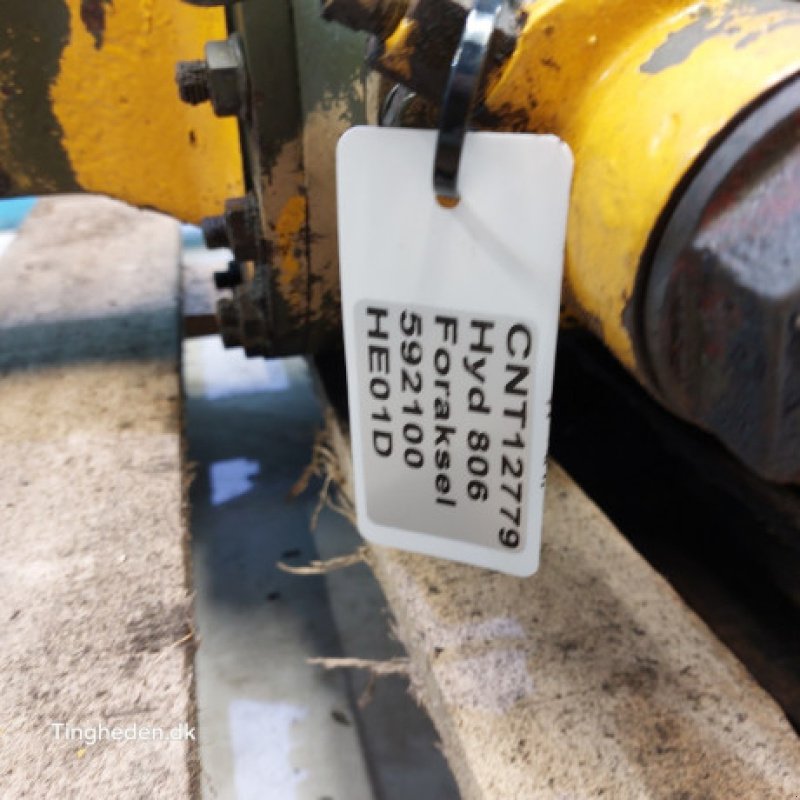 CNT12779
Hyd 806
Foraksel
592100
HE01D
Tingheden.dk